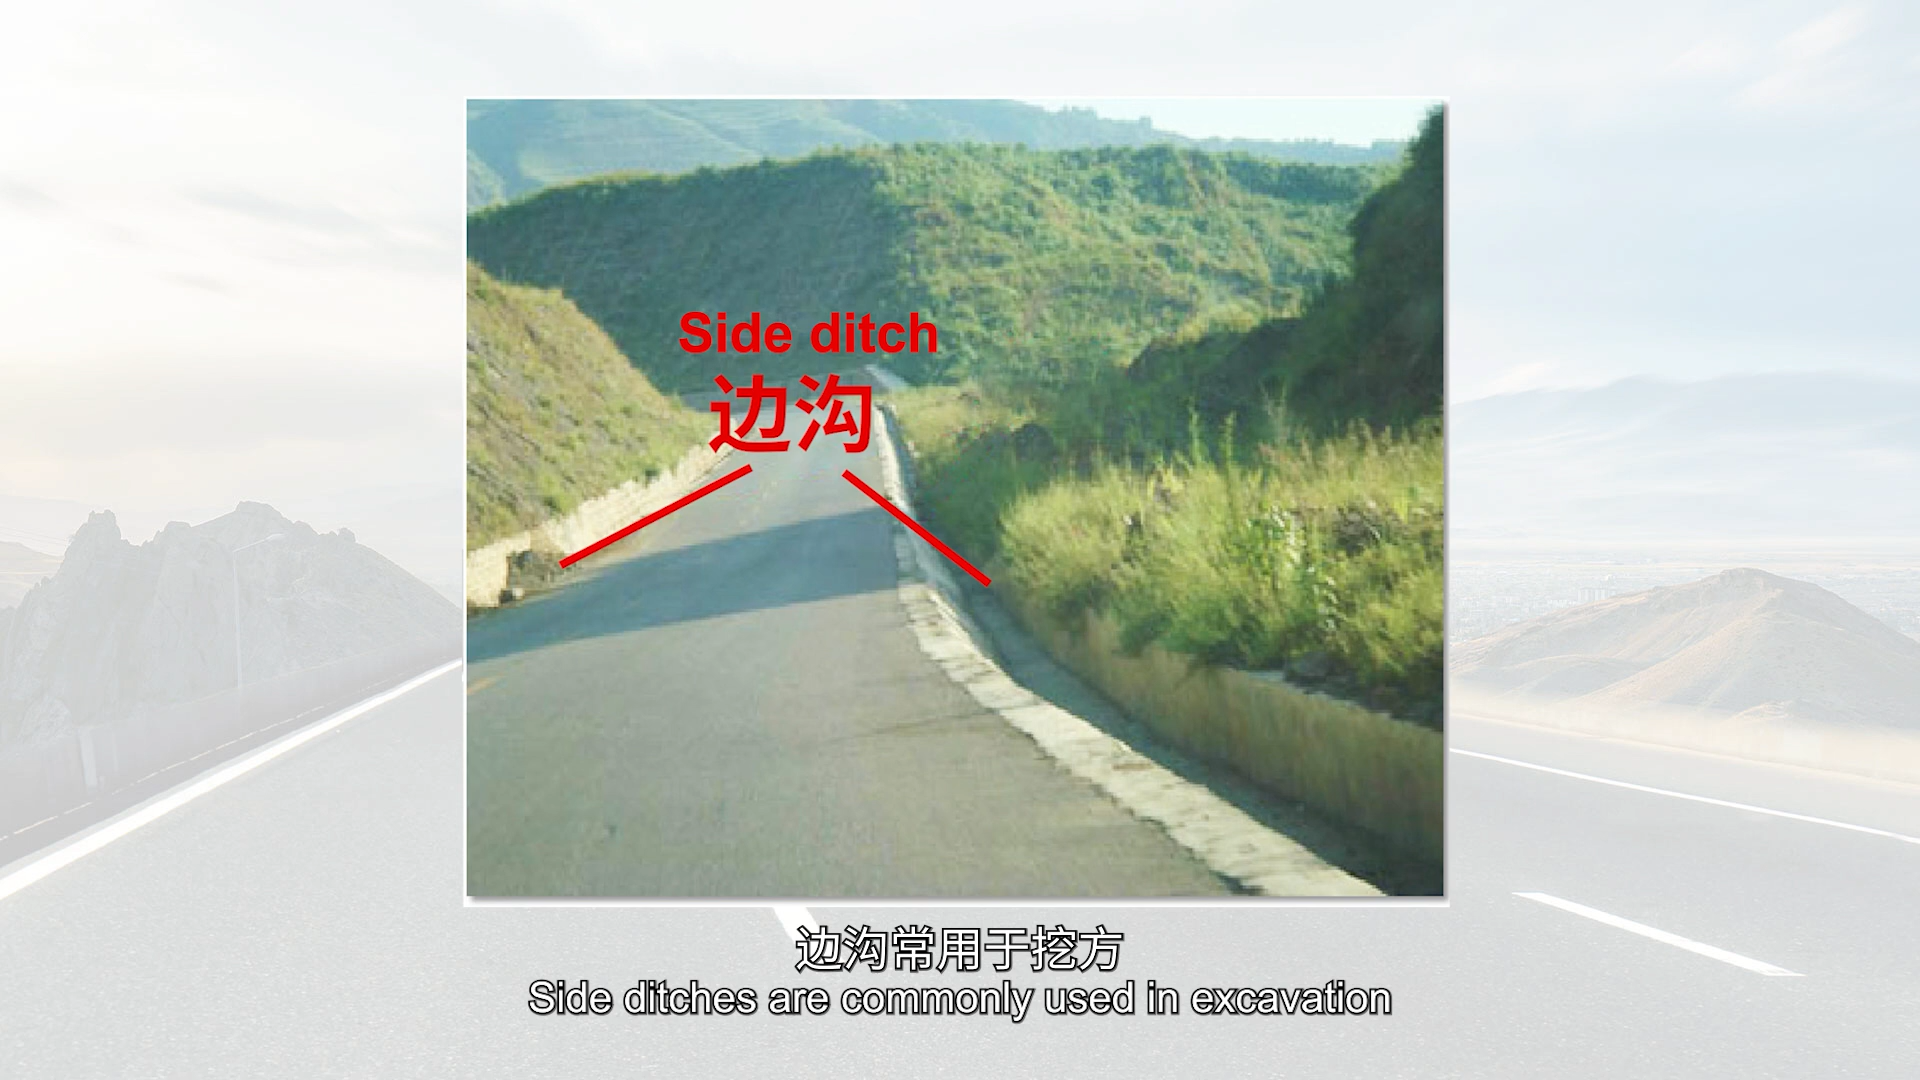 Side ditch
边沟
边沟常用于挖方
Side ditches are commonly used in excavation